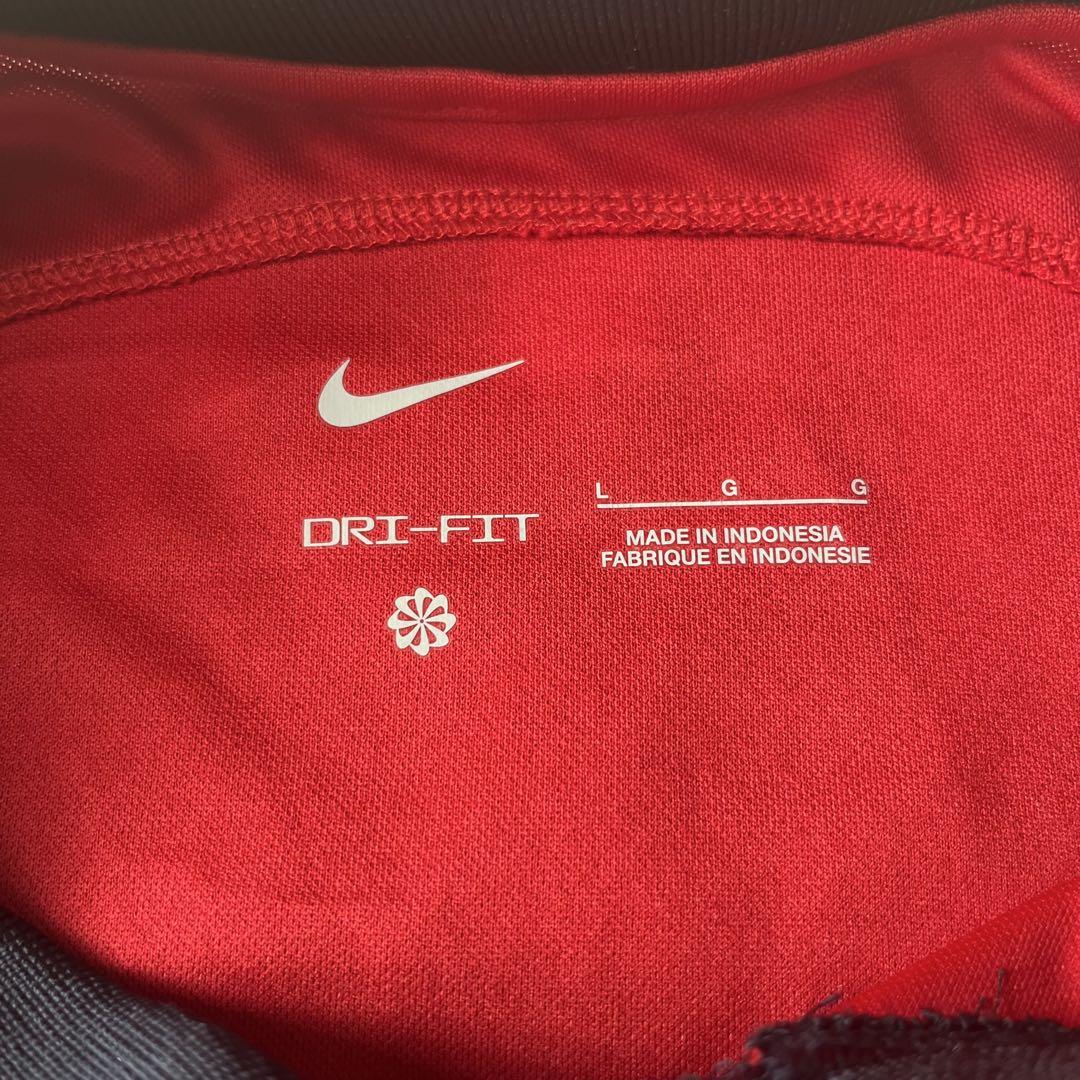 DRI-FIT
L G G
MADE IN INDONESIA
FABRIQUE EN INDONESIE